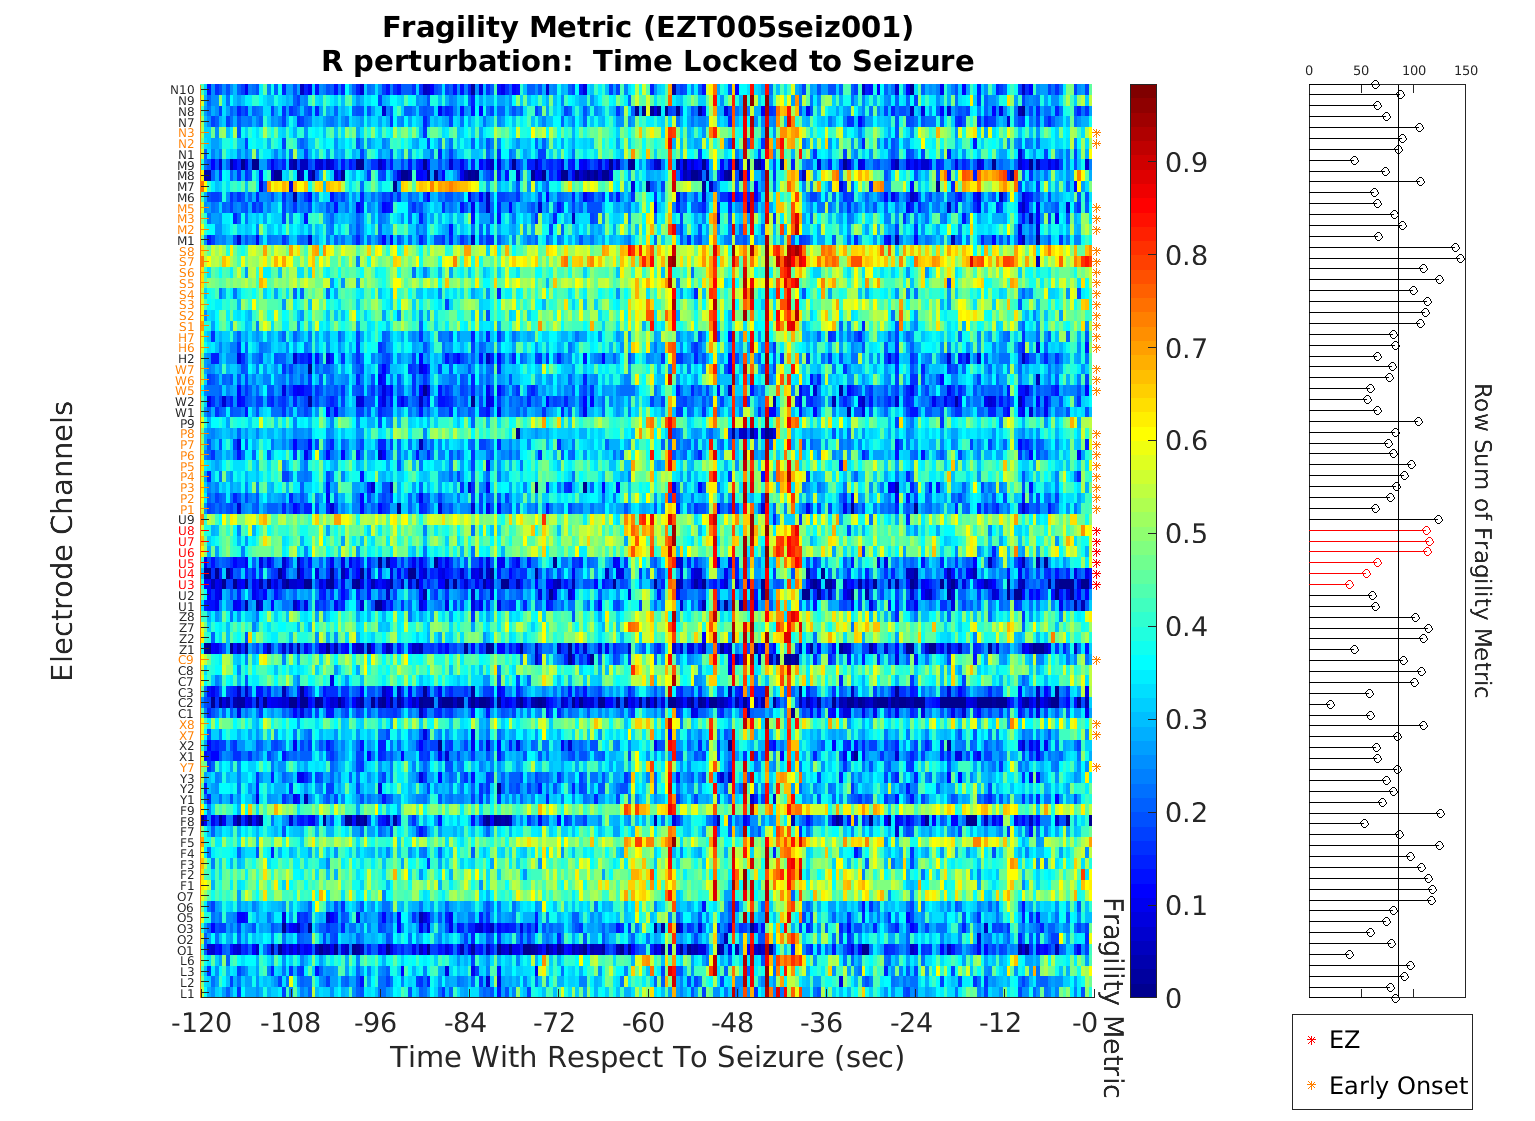 Fragility Metric (EZT005seiz001)
R perturbation:  Time Locked to Seizure
Electrode Channels
N10
N9
N8
N7
N3
N2
N1
M9
M8
M7
M6
M5
M3
M2
M1
S8
S7
S6
S5
S4
S3
S2
S1
H7
H6
H2
W7
W6
W5
W2
W1
P9
P8
P7
P6
P5
P4
P3
P2
P1
U9
U8
U7
U6
U5
U4
U3
U2
U1
Z8
Z7
Z2
Z1
C9
C8
C7
C3
C2
C1
X8
X7
X2
X1
Y7
Y3
Y2
Y1
F9
F8
F7
F5
F4
F3
F2
F1
O7
O6
O5
O3
O2
O1
L6
L3
L2
L1
-120 -108 -96 -84 -72 -60 -48 -36 -24 -12 -0
Time With Respect To Seizure (sec)
0.9
0.8
0.7
0.6
0.5
0.4
0.3
0.2
0.1
0
Fragility Metric
0 50 100 150
Row Sum of Fragility Metric
EZ
Early Onset